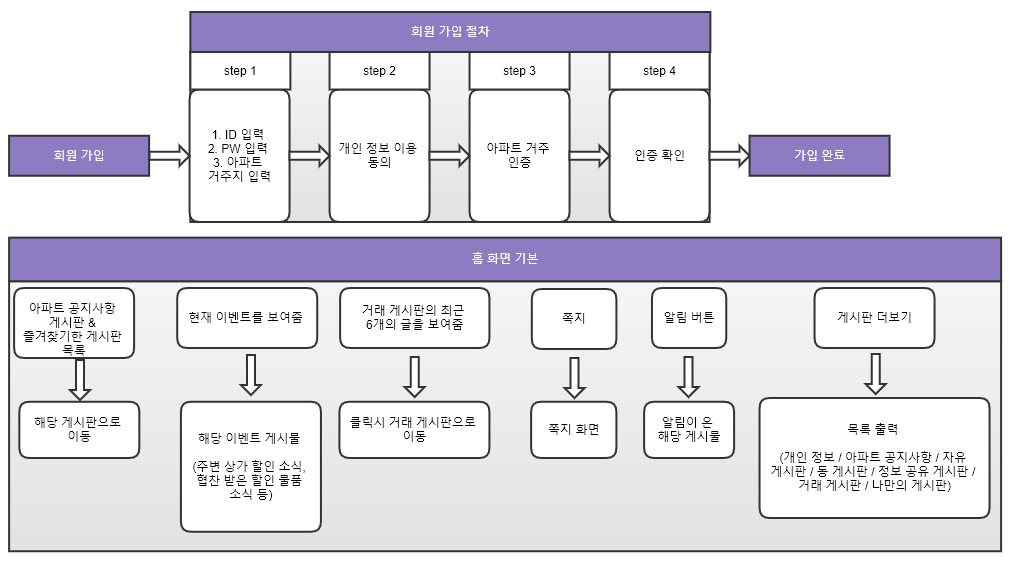 회원 가입 절차
step 1
step 2
step 3
step 4
회원 가입
1. ID 입력
2. PW 입력
3. 아파트
거주지 입력
개인 정보 이용
동의
아파트 거주
인증
인증 확인
가입 완료
홈 화면 기본
아파트 공지사항
게시판 &
즐겨찾기한 게시판
목록
현재 이벤트를 보여줌
거래 게시판의 최근
6개의 글을 보여줌
쪽지
알림 버튼
게시판 더보기
해당 게시판으로
이동
해당 이벤트 게시물
(주변 상가 할인 소식,
협찬 받은 할인 물품
소식 등)
클릭시 거래 게시판으로
이동
쪽지 화면
알림이 온
해당 게시물
목록 출력
(개인 정보 / 아파트 공지사항 / 자유
게시판 / 동 게시판 / 정보 공유 게시판 /
거래 게시판 / 나만의 게시판)